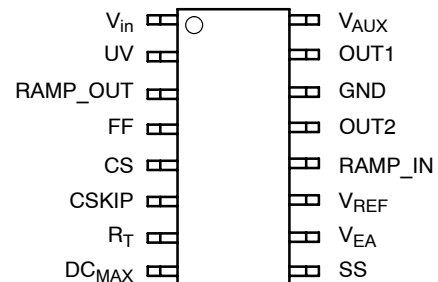 V_in V_AUX
UV OUT1
RAMP_OUT GND
FF OUT2
CS RAMP_IN
CSKIP V_REF
R_T V_EA
DC_MAX SS